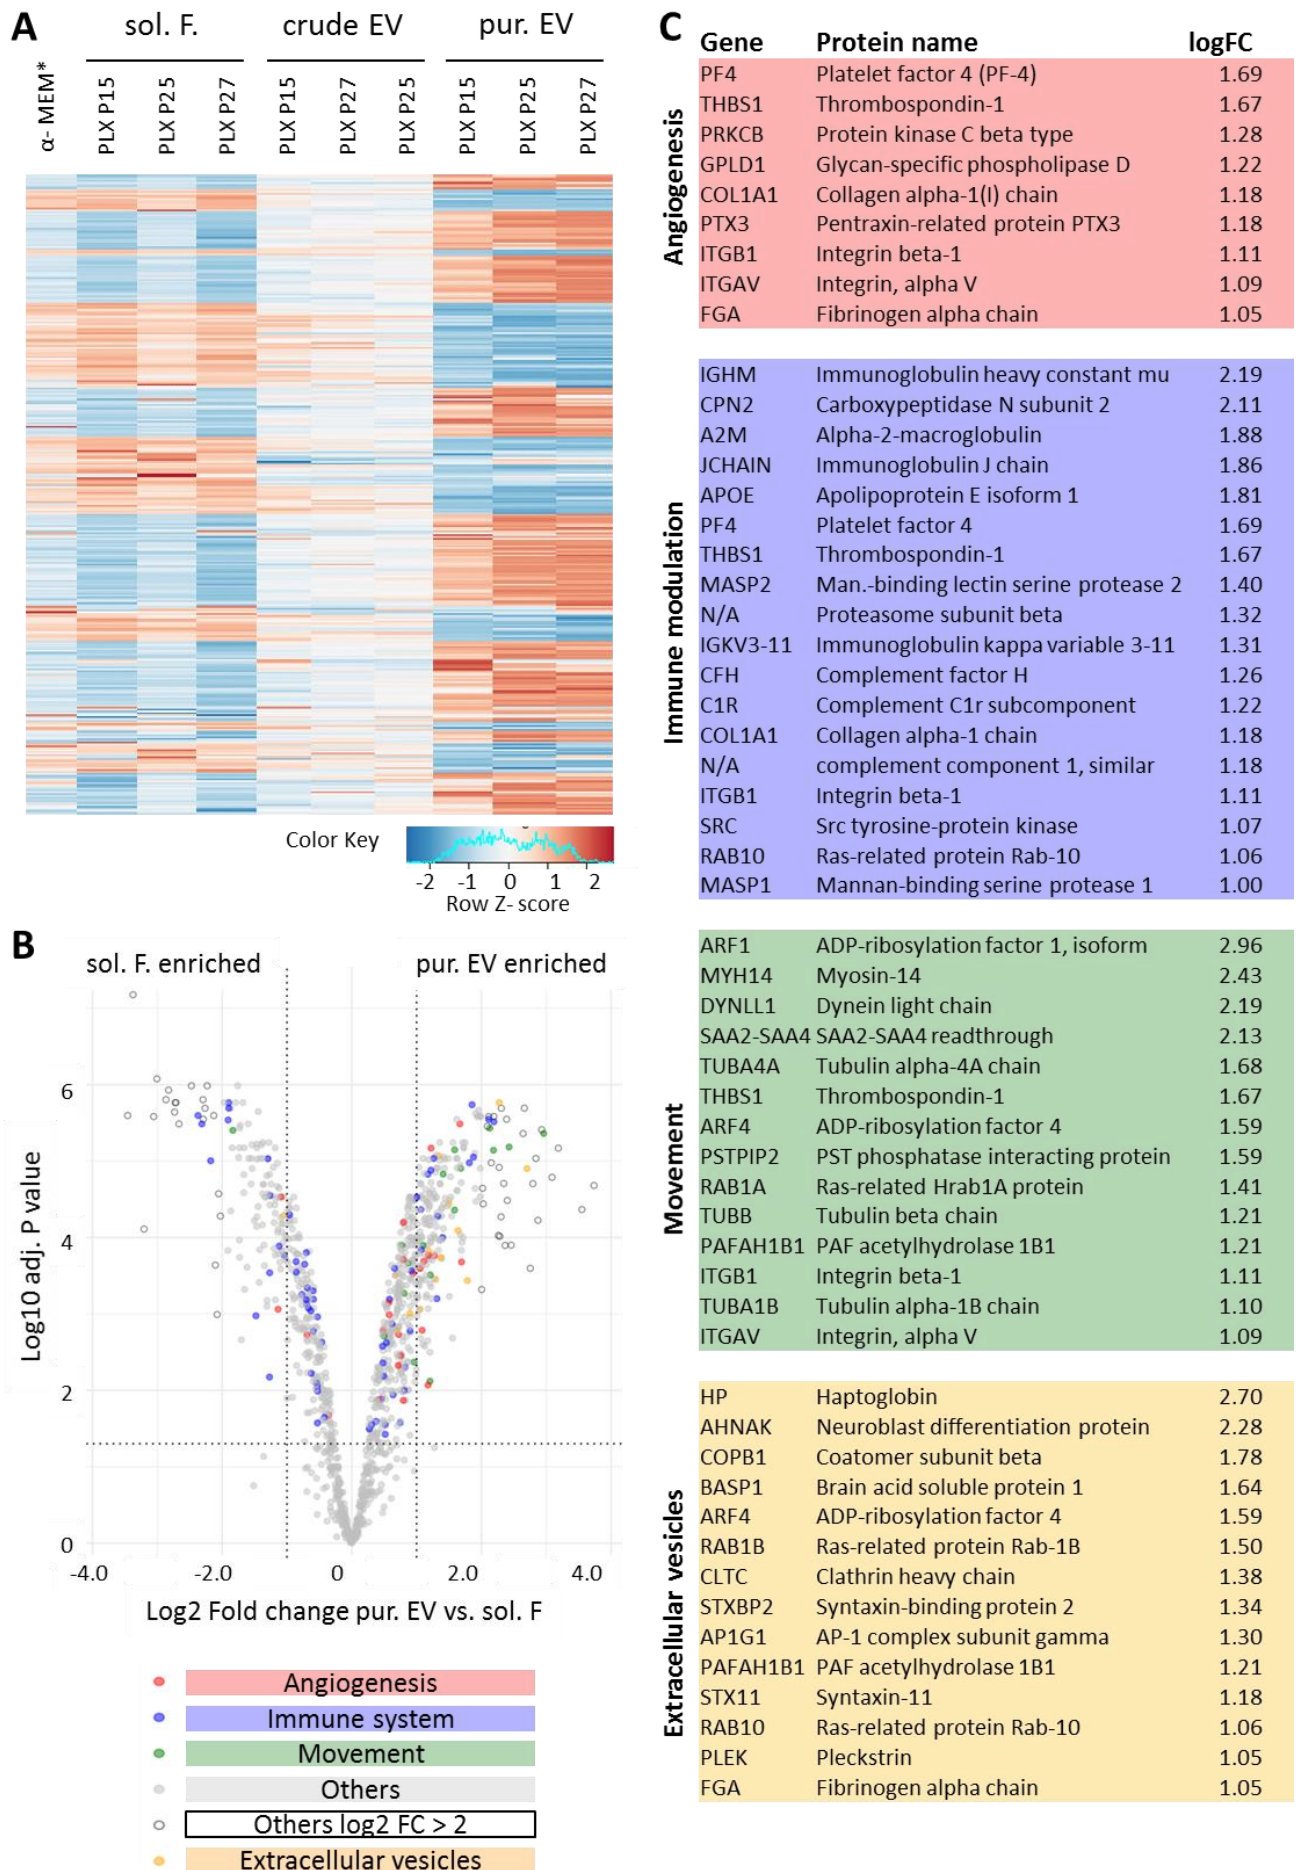 A
sol. F. crude EV pur. EV
α- MEM* PLX P15 PLX P25 PLX P27 PLX P15 PLX P27 PLX P25 PLX P15 PLX P25 PLX P27
Color Key
-2 -1 0 1 2
Row Z- score
B
sol. F. enriched pur. EV enriched
Log10 adj. P value
6
4
2
0
-4.0 -2.0 0 2.0 4.0
Log2 Fold change pur. EV vs. sol. F
Angiogenesis
Immune system
Movement
Others
Others log2 FC > 2
Extracellular vesicles
C
Gene Protein name logFC
Angiogenesis
PF4 Platelet factor 4 (PF-4) 1.69
THBS1 Thrombospondin-1 1.67
PRKCB Protein kinase C beta type 1.28
GPLD1 Glycan-specific phospholipase D 1.22
COL1A1 Collagen alpha-1(I) chain 1.18
PTX3 Pentraxin-related protein PTX3 1.18
ITGB1 Integrin beta-1 1.11
ITGAV Integrin, alpha V 1.09
FGA Fibrinogen alpha chain 1.05
Immune modulation
IGHM Immunoglobulin heavy constant mu 2.19
CPN2 Carboxypeptidase N subunit 2 2.11
A2M Alpha-2-macroglobulin 1.88
JCHAIN Immunoglobulin J chain 1.86
APOE Apolipoprotein E isoform 1 1.81
PF4 Platelet factor 4 1.69
THBS1 Thrombospondin-1 1.67
MASP2 Man.-binding lectin serine protease 2 1.40
N/A Proteasome subunit beta 1.32
IGKV3-11 Immunoglobulin kappa variable 3-11 1.31
CFH Complement factor H 1.26
C1R Complement C1r subcomponent 1.22
COL1A1 Collagen alpha-1 chain 1.18
N/A complement component 1, similar 1.18
ITGB1 Integrin beta-1 1.11
SRC Src tyrosine-protein kinase 1.07
RAB10 Ras-related protein Rab-10 1.06
MASP1 Mannan-binding serine protease 1 1.00
Movement
ARF1 ADP-ribosylation factor 1, isoform 2.96
MYH14 Myosin-14 2.43
DYNLL1 Dynein light chain 2.19
SAA2-SAA4 SAA2-SAA4 readthrough 2.13
TUBA4A Tubulin alpha-4A chain 1.68
THBS1 Thrombospondin-1 1.67
ARF4 ADP-ribosylation factor 4 1.59
PSTPIP2 PST phosphatase interacting protein 1.59
RAB1A Ras-related Hrab1A protein 1.41
TUBB Tubulin beta chain 1.21
PAFAH1B1 PAF acetylhydrolase 1B1 1.21
ITGB1 Integrin beta-1 1.11
TUBA1B Tubulin alpha-1B chain 1.10
ITGAV Integrin, alpha V 1.09
Extracellular vesicles
HP Haptoglobin 2.70
AHNAK Neuroblast differentiation protein 2.28
COPB1 Coatomer subunit beta 1.78
BASP1 Brain acid soluble protein 1 1.64
ARF4 ADP-ribosylation factor 4 1.59
RAB1B Ras-related protein Rab-1B 1.50
CLTC Clathrin heavy chain 1.38
STXBP2 Syntaxin-binding protein 2 1.34
AP1G1 AP-1 complex subunit gamma 1.30
PAFAH1B1 PAF acetylhydrolase 1B1 1.21
STX11 Syntaxin-11 1.18
RAB10 Ras-related protein Rab-10 1.06
PLEK Pleckstrin 1.05
FGA Fibrinogen alpha chain 1.05